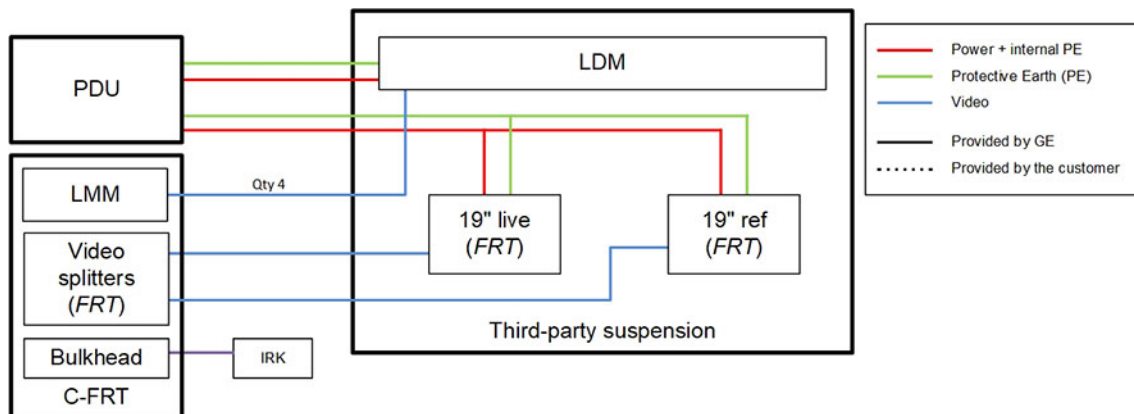 PDU
LDM
LMM
Qty 4
Video
splitters
(FRT)
Bulkhead
C-FRT
IRK
19" live
(FRT)
19" ref
(FRT)
Third-party suspension
Power + internal PE
Protective Earth (PE)
Video
Provided by GE
Provided by the customer